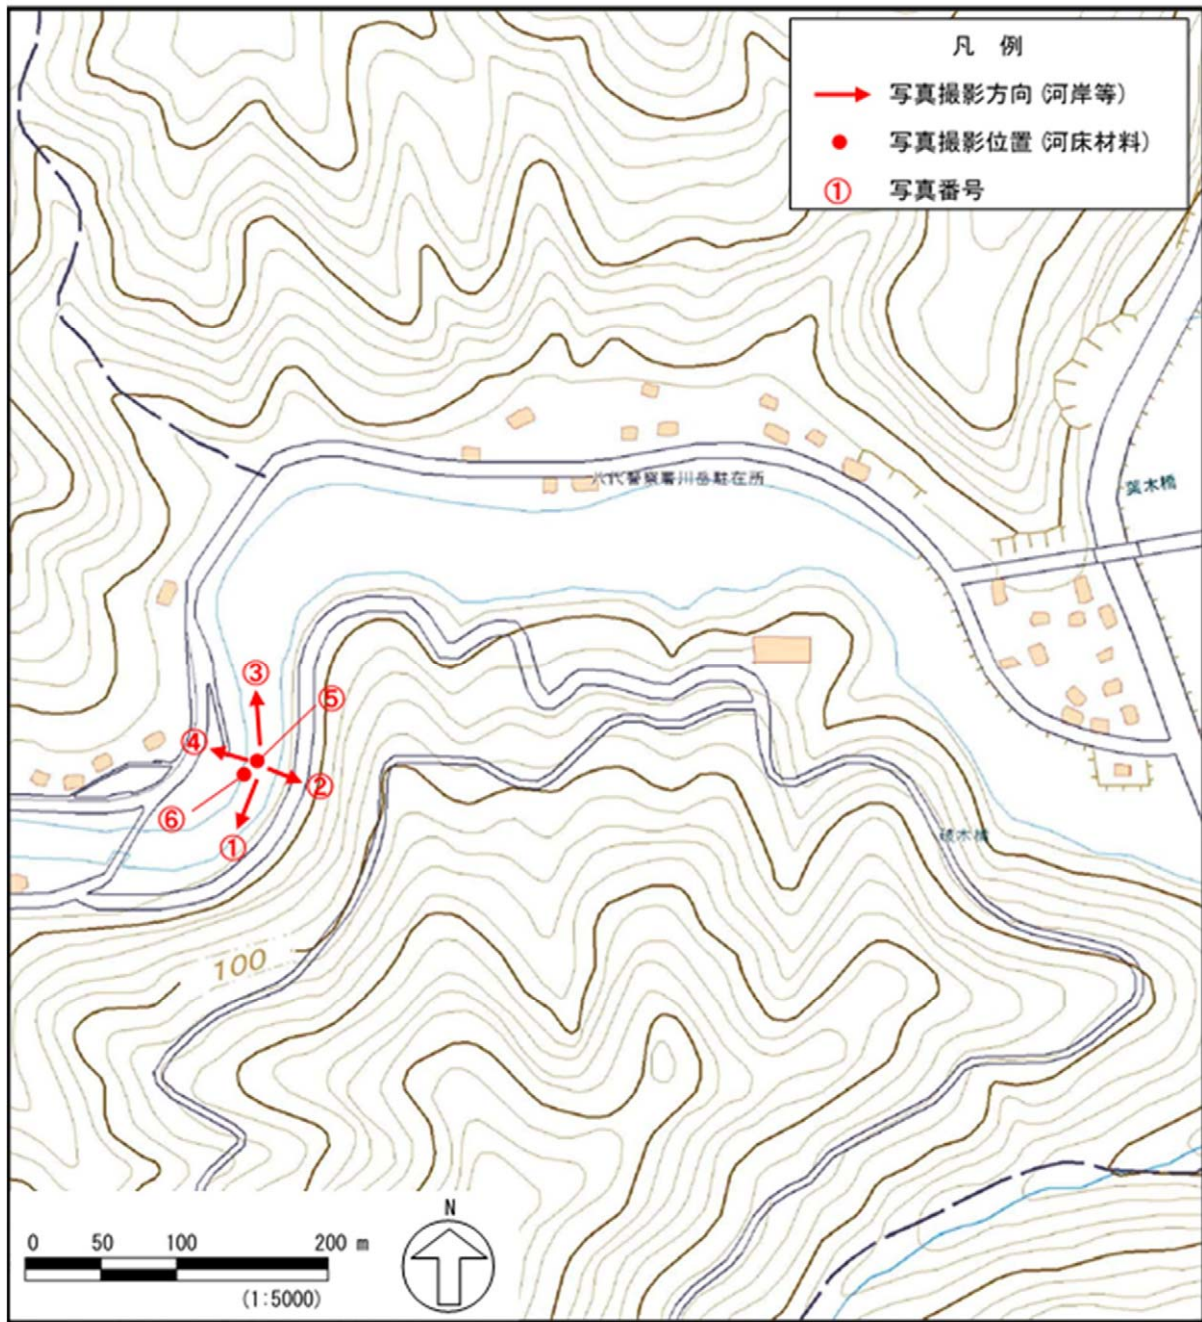 凡 例
写真撮影方向 (河岸等)
写真撮影位置 (河床材料)
① 写真番号
八代警察署川岳駐在所
葉木橋
③
⑤
④
②
⑥
①
100
0 50 100 200 m
(1:5000)
N